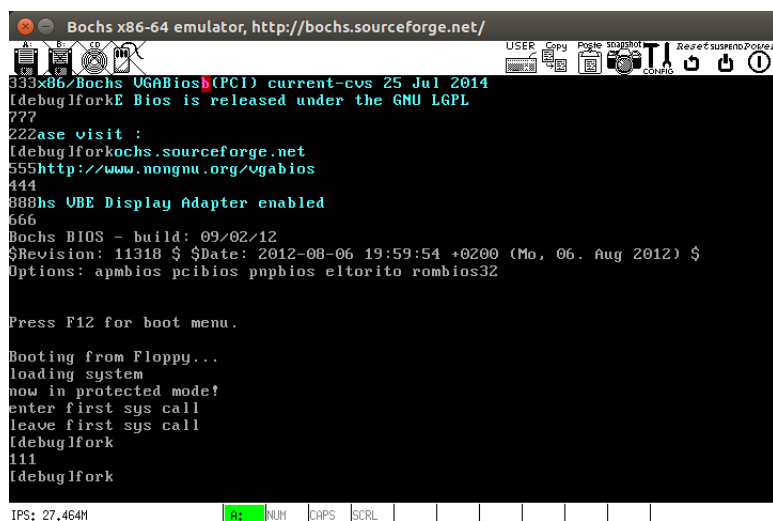 Bochs x86-64 emulator, http://bochs.sourceforge.net/
A: B: CD USER Copy Paste snapshot CONFIG Reset SUSPEND Power
333x86/Bochs VGABiosb(PCI) current-cvs 25 Jul 2014
[debug]forkE Bios is released under the GNU LGPL
777
222ase visit :
[debug]forkochs.sourceforge.net
555http://www.nongnu.org/vgabios
444
888hs VBE Display Adapter enabled
666
Bochs BIOS - build: 09/02/12
$Revision: 11318 $ $Date: 2012-08-06 19:59:54 +0200 (Mo, 06. Aug 2012) $
Options: apmbios pcibios pnpbios eltorito rombios32
Press F12 for boot menu.
Booting from Floppy...
loading system
now in protected mode!
enter first sys call
leave first sys call
[debug]fork
111
[debug]fork
IPS: 27.464M A: NUM CAPS SCRL